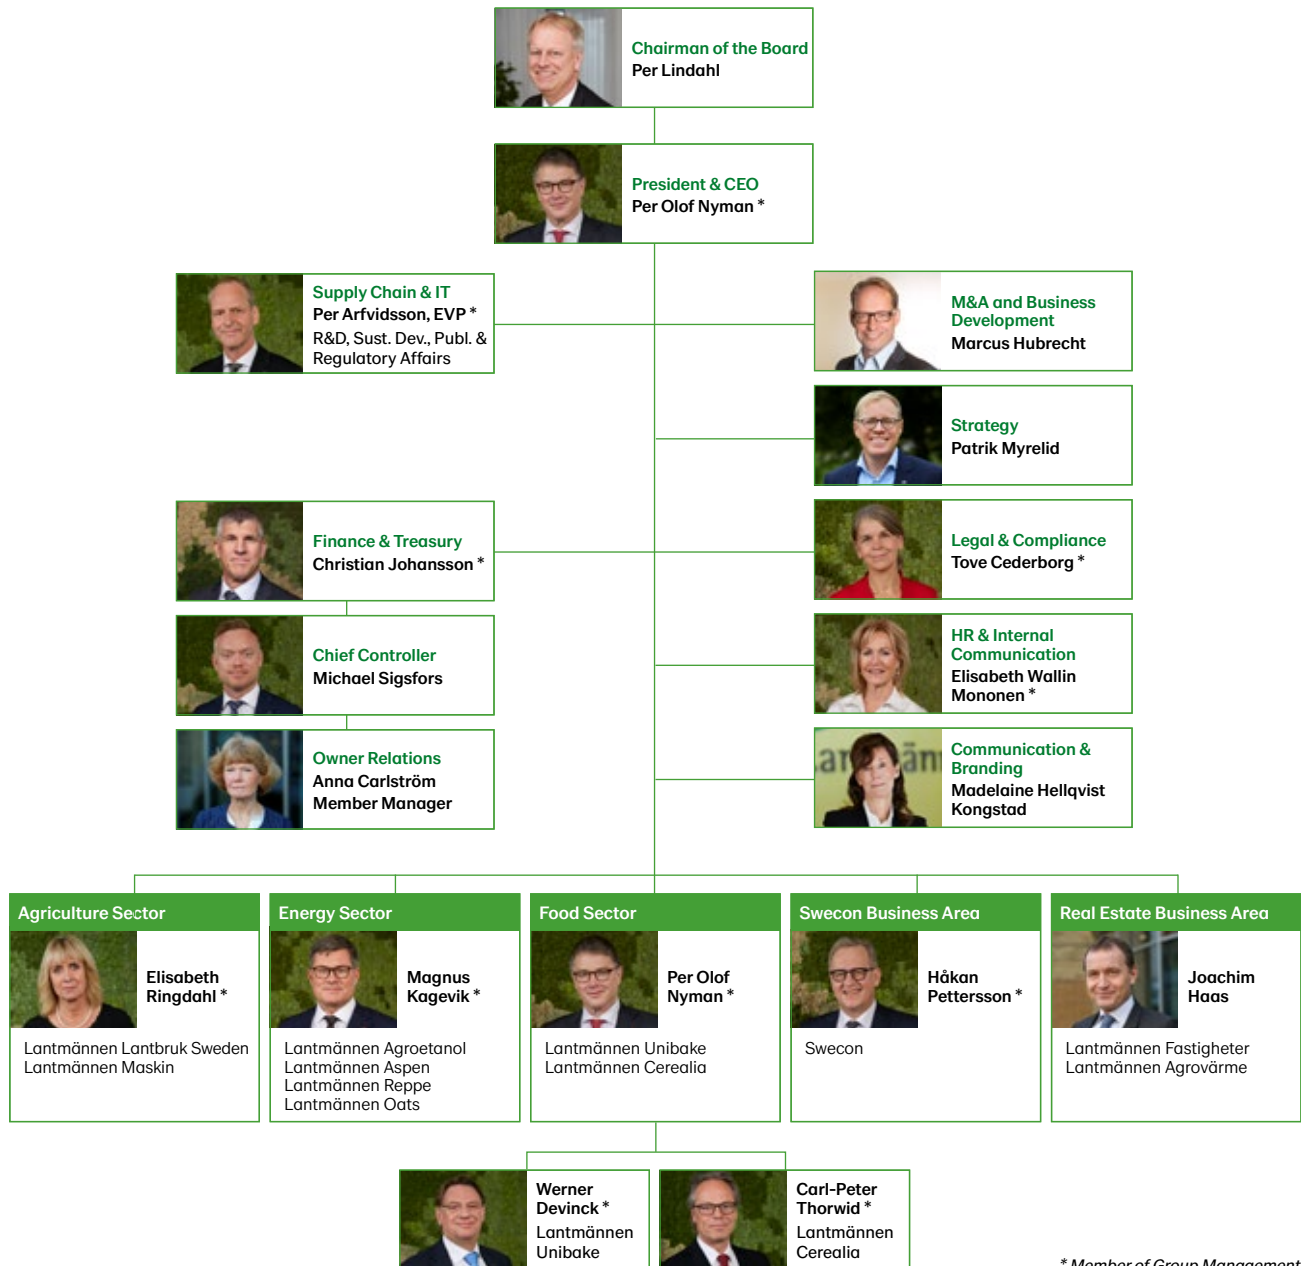 Chairman of the Board
Per Lindahl
President & CEO
Per Olof Nyman *
Supply Chain & IT
Per Arfvidsson, EVP *
R&D, Sust. Dev., Publ. &
Regulatory Affairs
M&A and Business
Development
Marcus Hubrecht
Strategy
Patrik Myrelid
Finance & Treasury
Christian Johansson *
Legal & Compliance
Tove Cederborg *
Chief Controller
Michael Sigsfors
HR & Internal
Communication
Elisabeth Wallin
Mononen *
Owner Relations
Anna Carlström
Member Manager
Communication &
Branding
Madelaine Hellqvist
Kongstad
Agriculture Sector
Elisabeth
Ringdahl *
Lantmännen Lantbruk Sweden
Lantmännen Maskin
Energy Sector
Magnus
Kagevik *
Lantmännen Agroetanol
Lantmännen Aspen
Lantmännen Reppe
Lantmännen Oats
Food Sector
Per Olof
Nyman *
Lantmännen Unibake
Lantmännen Cerealia
Swecon Business Area
Håkan
Pettersson *
Swecon
Real Estate Business Area
Joachim
Haas
Lantmännen Fastigheter
Lantmännen Agrovärme
Werner
Devinck *
Lantmännen
Unibake
Carl-Peter
Thorwid *
Lantmännen
Cerealia
* Member of Group Management